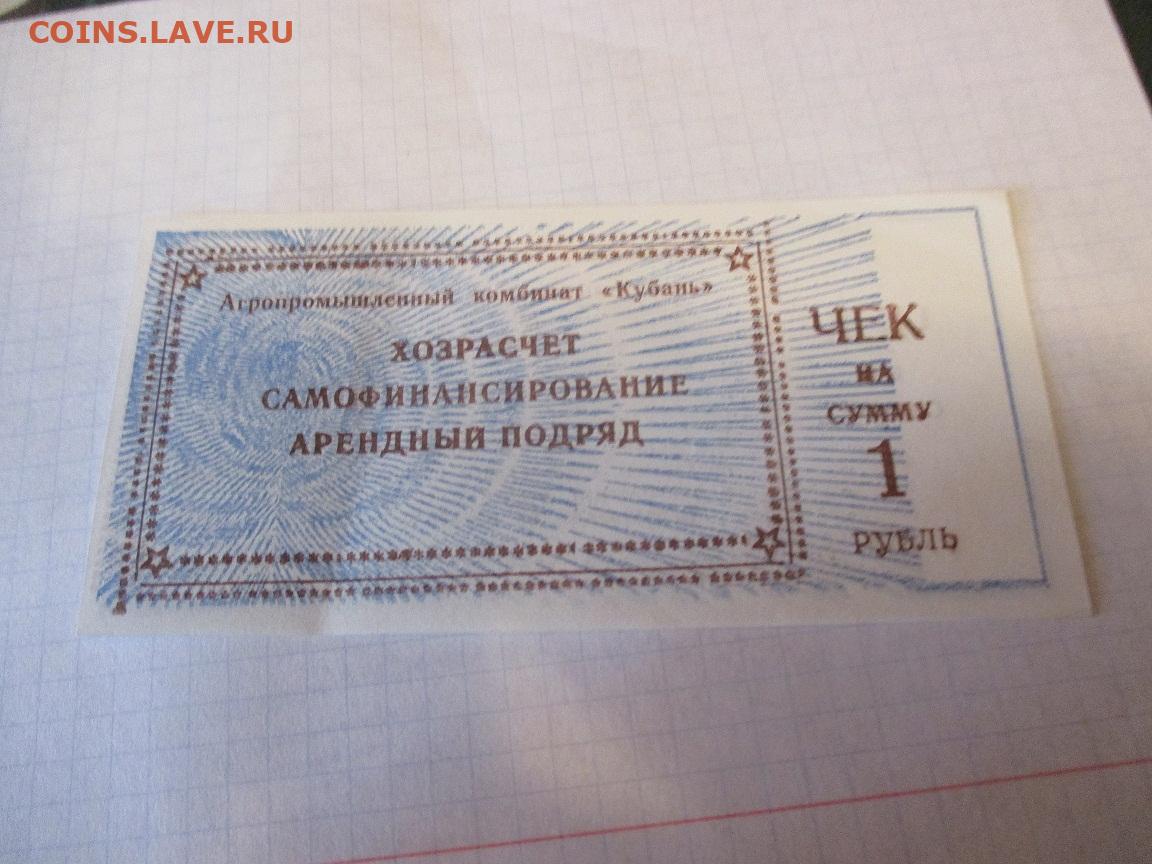 COINS.LAVE.RU
Агропромышленный комбинат «Кубань»
ХОЗРАСЧЕТ
САМОФИНАНСИРОВАНИЕ
АРЕНДНЫЙ ПОДРЯД
ЧЕК
НА
СУММУ
1
РУБЛЬ